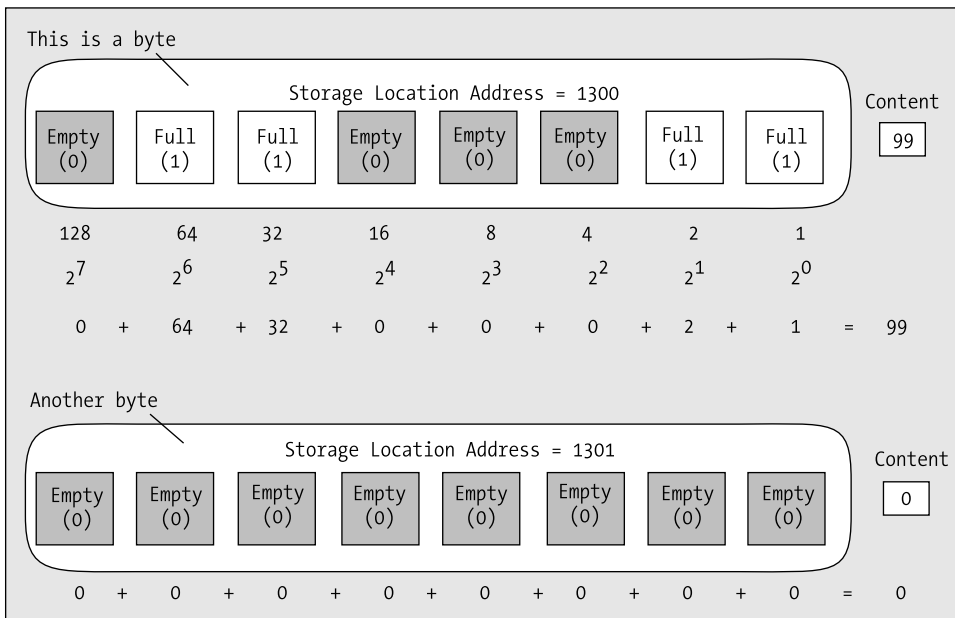 This is a byte
Storage Location Address = 1300
Content
Empty (0) Full (1) Full (1) Empty (0) Empty (0) Empty (0) Full (1) Full (1) 99
128 64 32 16 8 4 2 1
2^7 2^6 2^5 2^4 2^3 2^2 2^1 2^0
0 + 64 + 32 + 0 + 0 + 0 + 2 + 1 = 99
Another byte
Storage Location Address = 1301
Content
Empty (0) Empty (0) Empty (0) Empty (0) Empty (0) Empty (0) Empty (0) Empty (0) 0
0 + 0 + 0 + 0 + 0 + 0 + 0 + 0 = 0